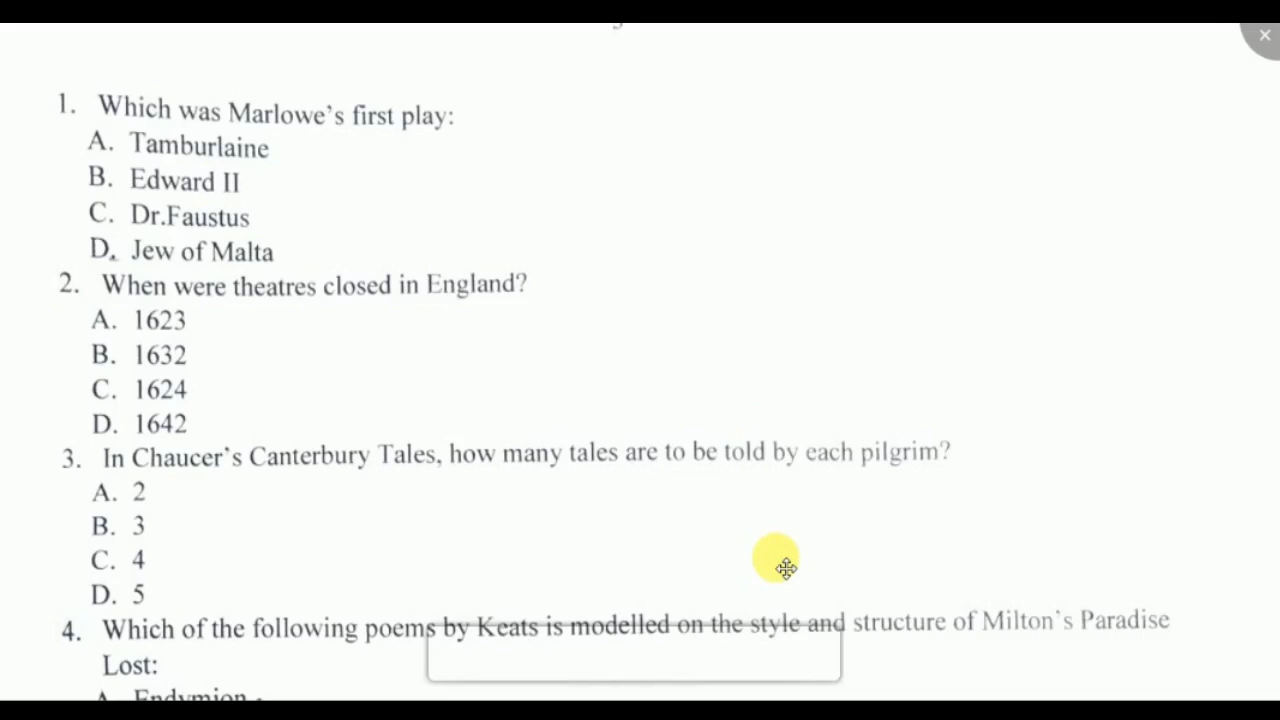 1. Which was Marlowe's first play:
A. Tamburlaine
B. Edward II
C. Dr.Faustus
D. Jew of Malta
2. When were theatres closed in England?
A. 1623
B. 1632
C. 1624
D. 1642
3. In Chaucer's Canterbury Tales, how many tales are to be told by each pilgrim?
A. 2
B. 3
C. 4
D. 5
4. Which of the following poems by Keats is modelled on the style and structure of Milton's Paradise
Lost:
A. Endymion